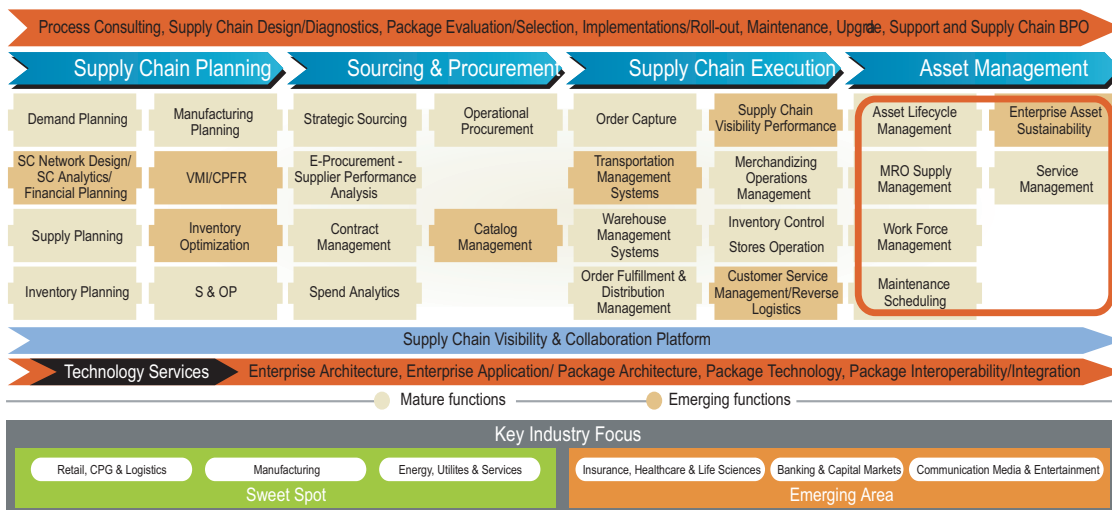 Process Consulting, Supply Chain Design/Diagnostics, Package Evaluation/Selection, Implementations/Roll-out, Maintenance, Upgrade, Support and Supply Chain BPO
Supply Chain Planning
Sourcing & Procurement
Supply Chain Execution
Asset Management
Demand Planning
Manufacturing
Planning
Strategic Sourcing
Operational
Procurement
Order Capture
Supply Chain
Visibility Performance
Asset Lifecycle
Management
Enterprise Asset
Sustainability
SC Network Design/
SC Analytics/
Financial Planning
VMI/CPFR
E-Procurement -
Supplier Performance
Analysis
Transportation
Management
Systems
Merchandizing
Operations
Management
MRO Supply
Management
Service
Management
Supply Planning
Inventory
Optimization
Contract
Management
Catalog
Management
Warehouse
Management
Systems
Inventory Control
Stores Operation
Work Force
Management
Inventory Planning
S & OP
Spend Analytics
Order Fulfillment &
Distribution
Management
Customer Service
Management/Reverse
Logistics
Maintenance
Scheduling
Supply Chain Visibility & Collaboration Platform
Technology Services
Enterprise Architecture, Enterprise Application/ Package Architecture, Package Technology, Package Interoperability/Integration
Mature functions
Emerging functions
Key Industry Focus
Retail, CPG & Logistics
Manufacturing
Energy, Utilites & Services
Insurance, Healthcare & Life Sciences
Banking & Capital Markets
Communication Media & Entertainment
Sweet Spot
Emerging Area